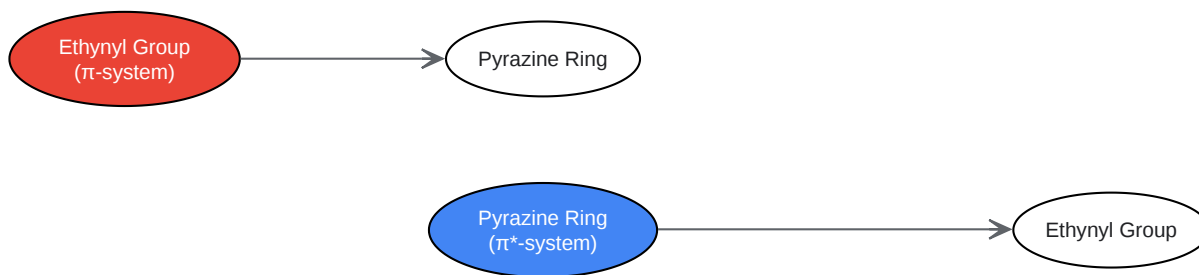 Ethynyl Group
(π-system)
Pyrazine Ring
Pyrazine Ring
(π*-system)
Ethynyl Group